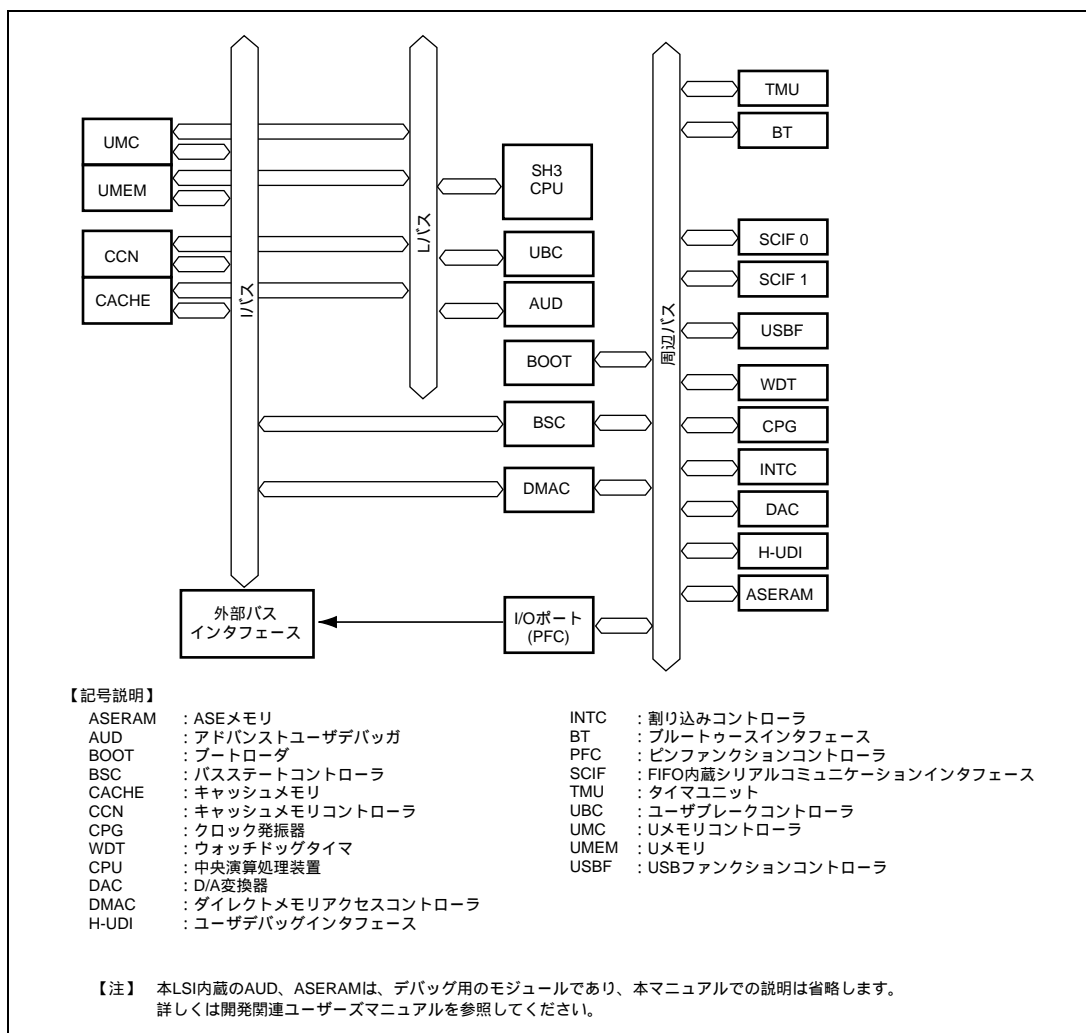 TMU
BT
UMC
UMEM
SH3
CPU
Lバス
SCIF 0
CCN
UBC
SCIF 1
CACHE
Iバス
AUD
USBF
周辺バス
BOOT
WDT
BSC
CPG
INTC
DMAC
DAC
H-UDI
ASERAM
外部バス
インタフェース
I/Oポート
(PFC)
【記号説明】
ASERAM :ASEメモリ
AUD :アドバンストユーザデバッガ
BOOT :ブートローダ
BSC :バスステートコントローラ
CACHE :キャッシュメモリ
CCN :キャッシュメモリコントローラ
CPG :クロック発振器
WDT :ウォッチドッグタイマ
CPU :中央演算処理装置
DAC :D/A変換器
DMAC :ダイレクトメモリアクセスコントローラ
H-UDI :ユーザデバッグインタフェース
INTC :割り込みコントローラ
BT :ブルートゥースインタフェース
PFC :ピンファンクションコントローラ
SCIF :FIFO内蔵シリアルコミュニケーションインタフェース
TMU :タイマユニット
UBC :ユーザブレークコントローラ
UMC :Uメモリコントローラ
UMEM :Uメモリ
USBF :USBファンクションコントローラ
【注】 本LSI内蔵のAUD、ASERAMは、デバッグ用のモジュールであり、本マニュアルでの説明は省略します。
詳しくは開発関連ユーザーズマニュアルを参照してください。